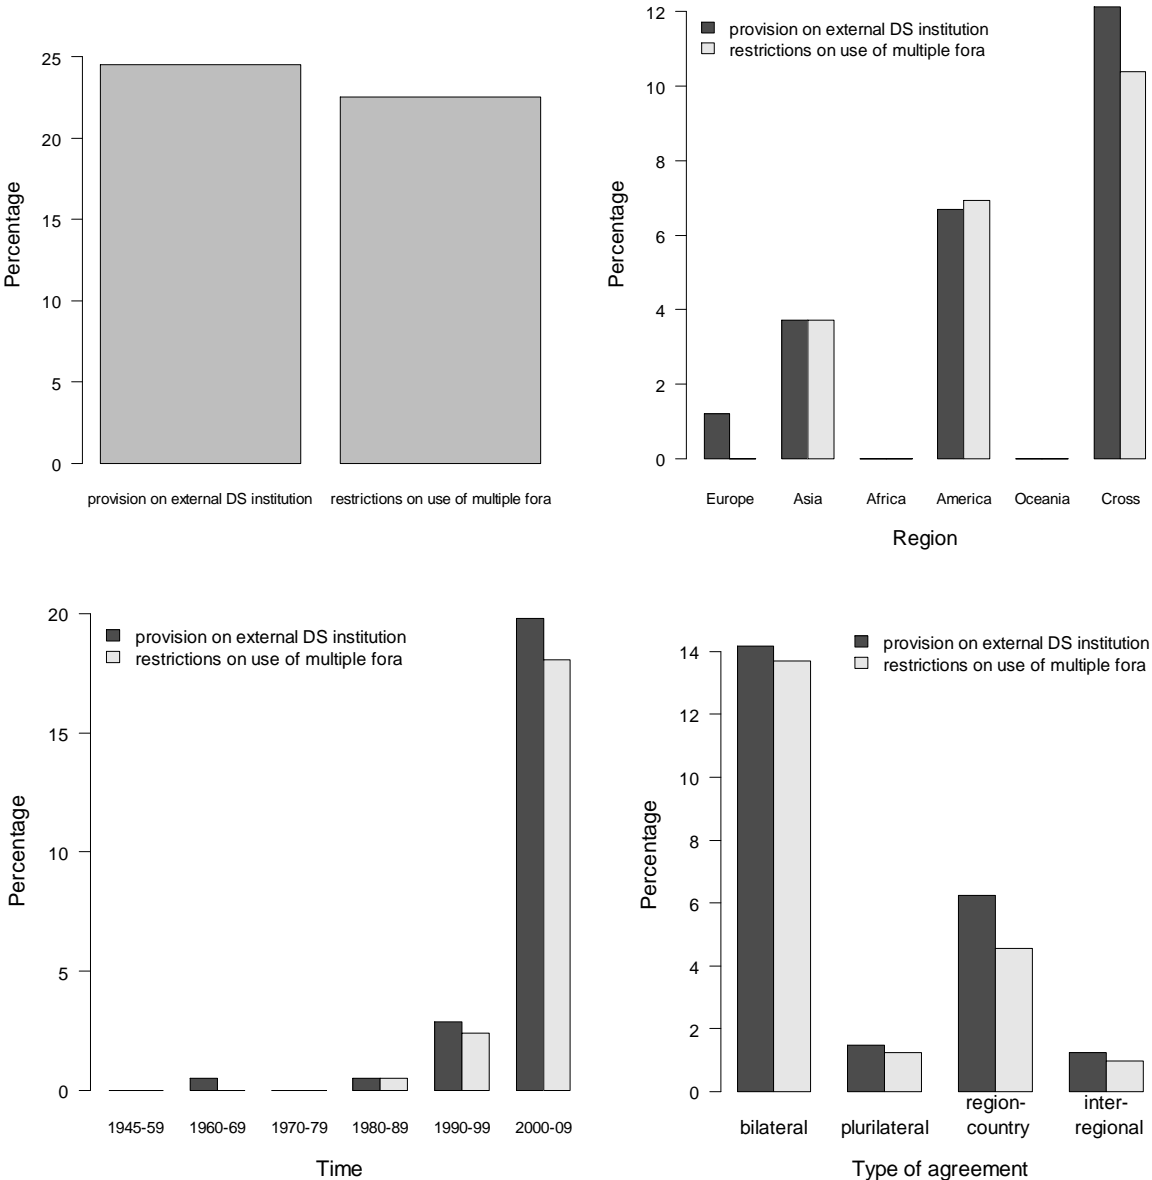 25
20
15
10
5
0
Percentage
provision on external DS institution
restrictions on use of multiple fora
12
10
8
6
4
2
0
Percentage
provision on external DS institution
restrictions on use of multiple fora
Europe
Asia
Africa
America
Oceania
Cross
Region
20
15
10
5
0
Percentage
provision on external DS institution
restrictions on use of multiple fora
1945-59
1960-69
1970-79
1980-89
1990-99
2000-09
Time
14
12
10
8
6
4
2
0
Percentage
provision on external DS institution
restrictions on use of multiple fora
bilateral
plurilateral
region-
country
inter-
regional
Type of agreement